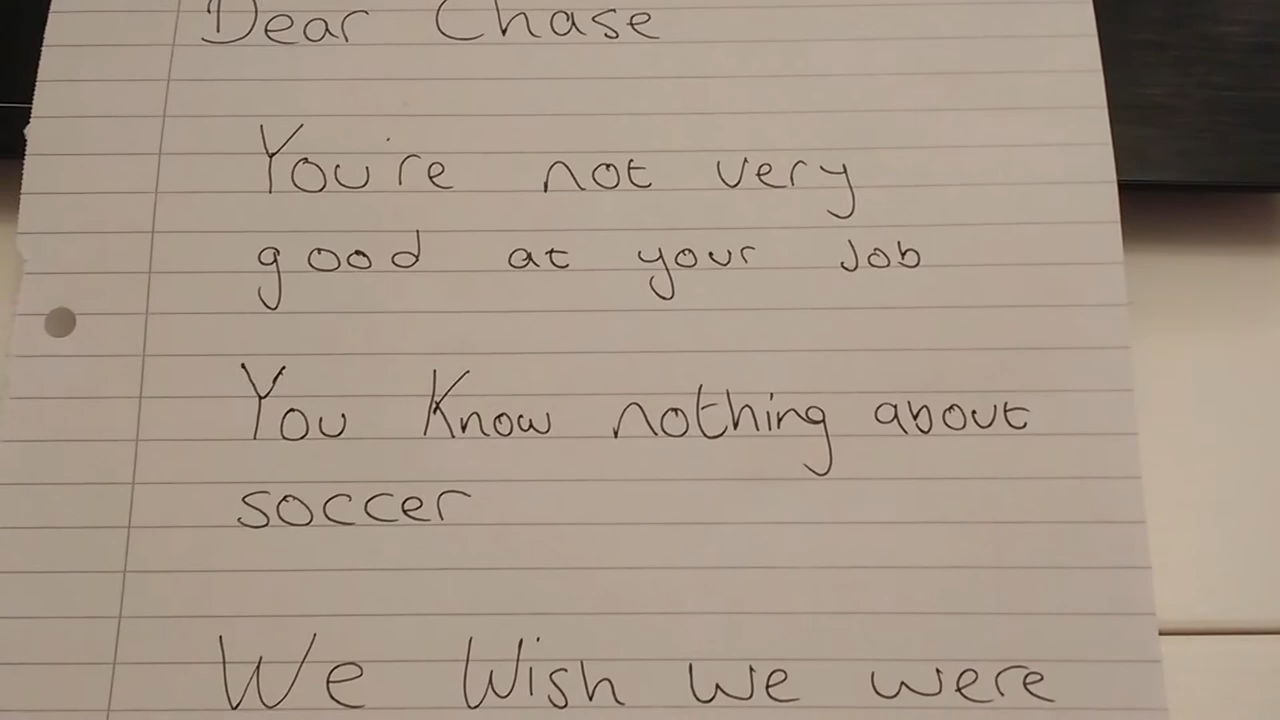 Dear Chase
You're not very
good at your Job
You Know nothing about
soccer
We Wish we were